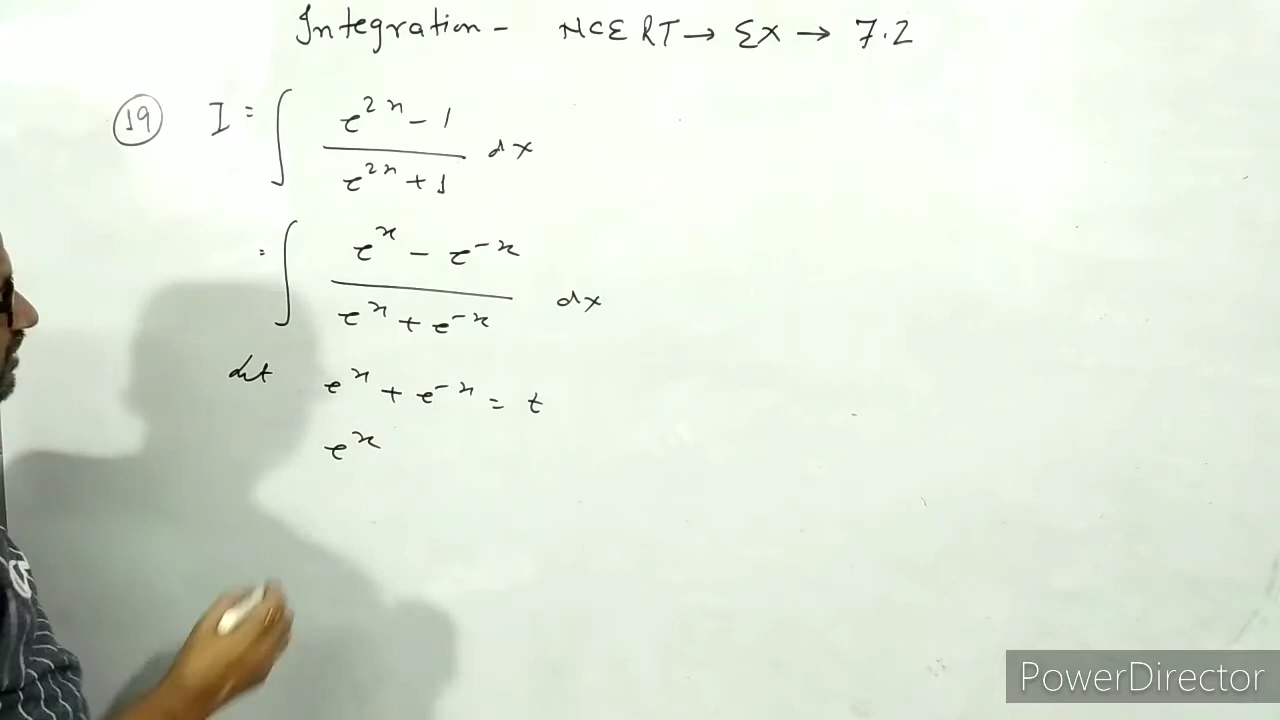 Integration - NCERT → Ex → 7.2
19 I = ∫ (e^{2x} - 1) / (e^{2x} + 1) dx
= ∫ (e^x - e^{-x}) / (e^x + e^{-x}) dx
Let e^x + e^{-x} = t
e^x
PowerDirector